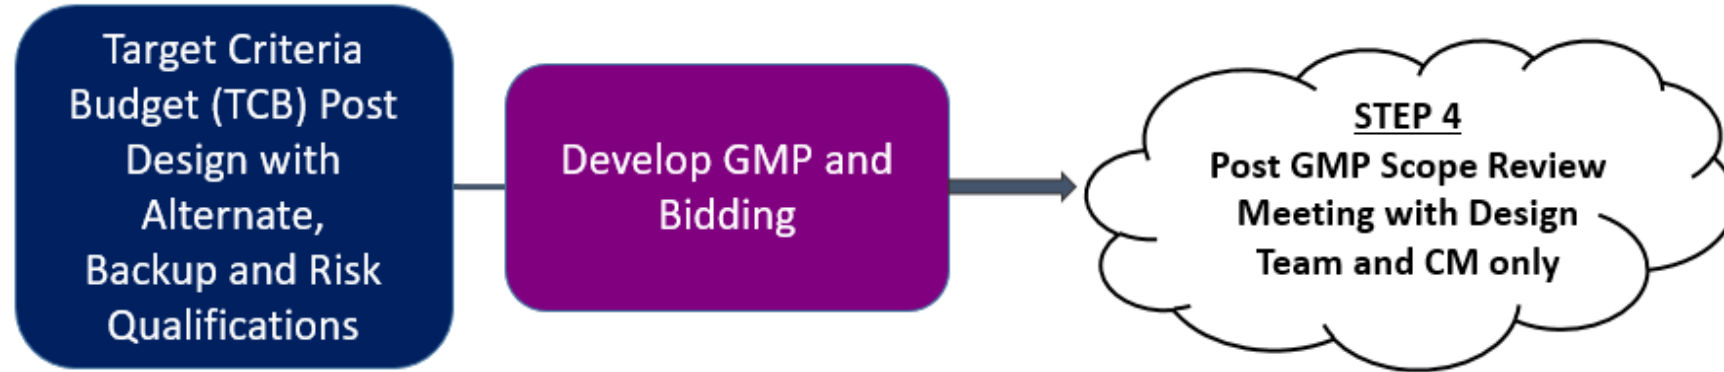 Target Criteria
Budget (TCB) Post
Design with
Alternate,
Backup and Risk
Qualifications
Develop GMP and
Bidding
STEP 4
Post GMP Scope Review
Meeting with Design
Team and CM only